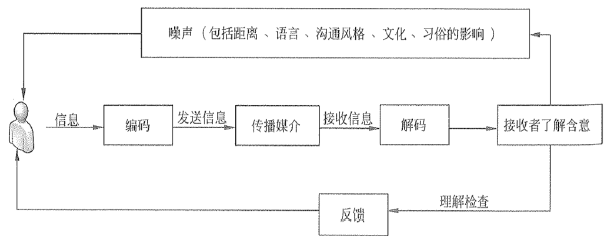 噪声（包括距离、语言、沟通风格、文化、习俗的影响）
信息
编码
发送信息
传播媒介
接收信息
解码
接收者了解含意
理解检查
反馈